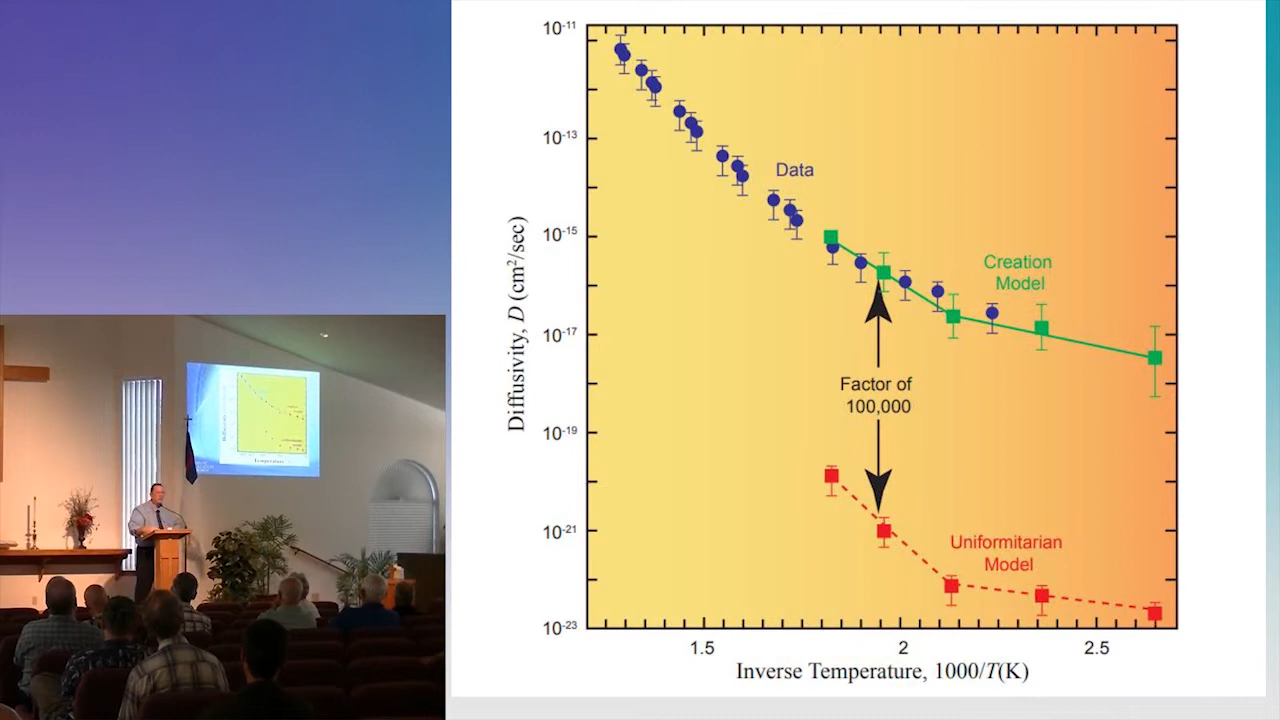 10-11
10-13
10-15
10-17
10-19
10-21
10-23
Diffusivity, D (cm2/sec)
Data
Creation
Model
Factor of
100,000
Uniformitarian
Model
1.5
2
2.5
Inverse Temperature, 1000/T(K)